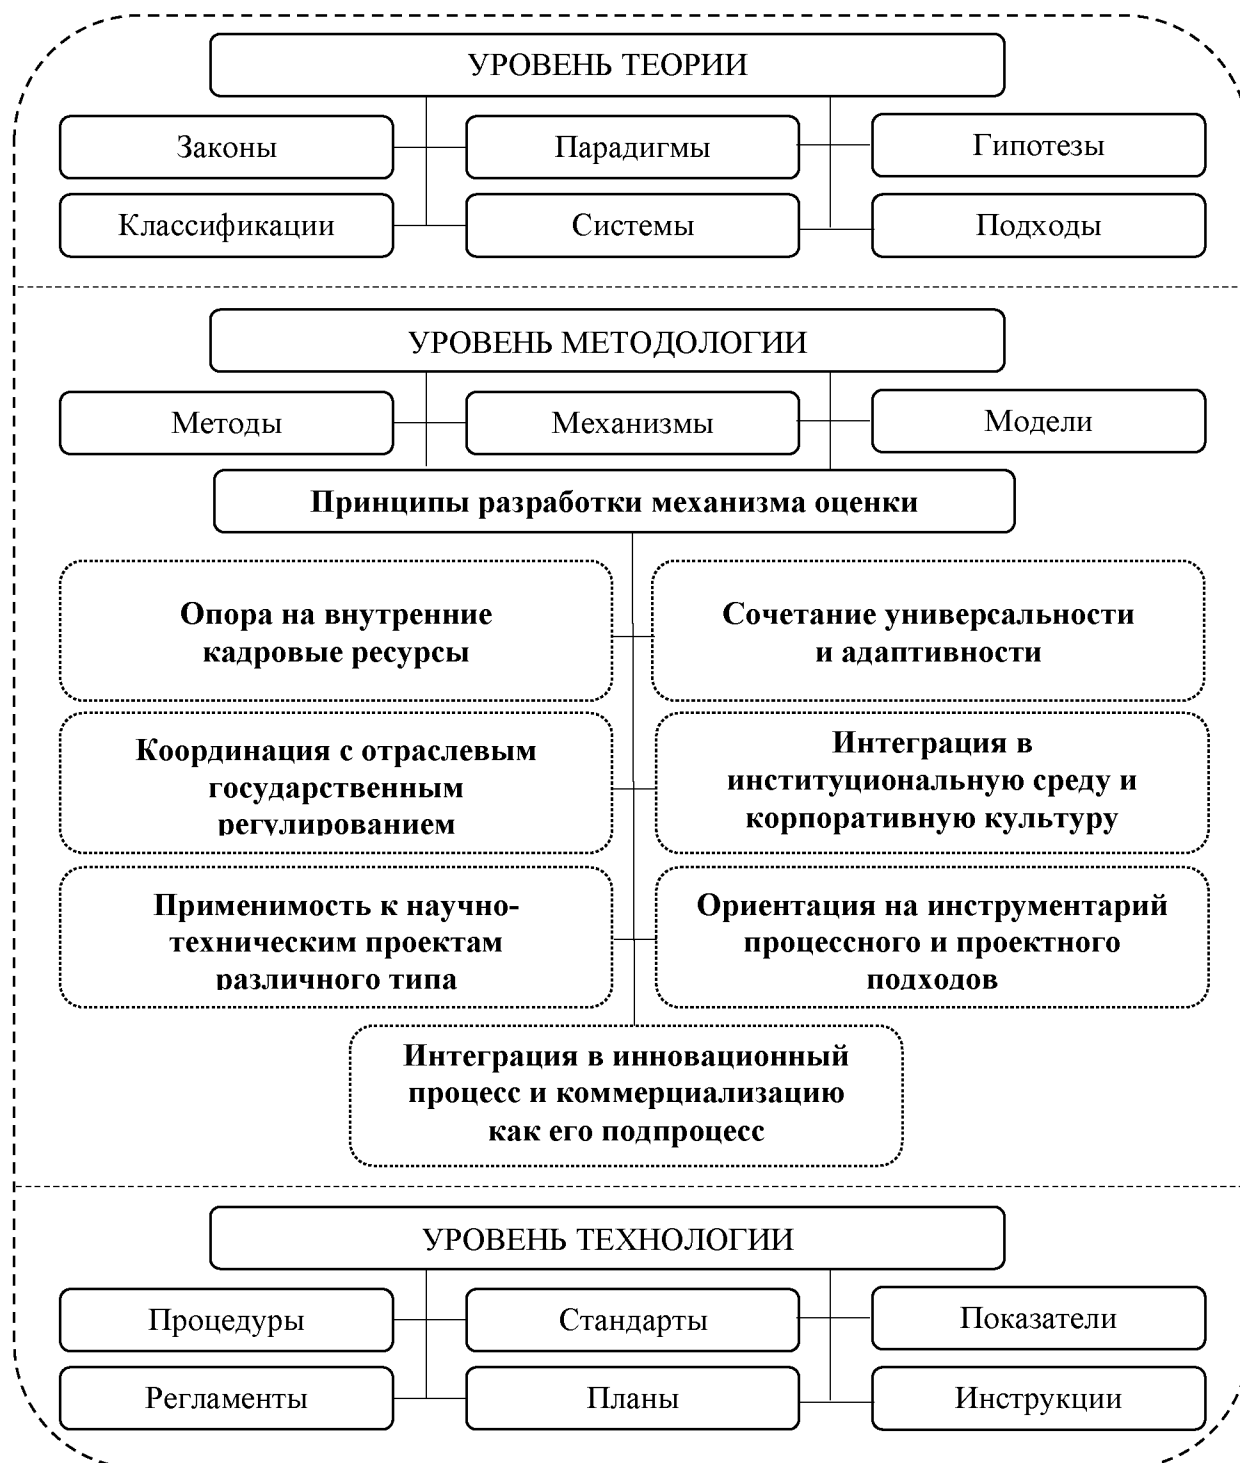 УРОВЕНЬ ТЕОРИИ
Законы
Парадигмы
Гипотезы
Классификации
Системы
Подходы
УРОВЕНЬ МЕТОДОЛОГИИ
Методы
Механизмы
Модели
Принципы разработки механизма оценки
Опора на внутренние
кадровые ресурсы
Сочетание универсальности
и адаптивности
Координация с отраслевым
государственным
регулированием
Интеграция в
институциональную среду и
корпоративную культуру
Применимость к научно-
техническим проектам
различного типа
Ориентация на инструментарий
процессного и проектного
подходов
Интеграция в инновационный
процесс и коммерциализацию
как его подпроцесс
УРОВЕНЬ ТЕХНОЛОГИИ
Процедуры
Стандарты
Показатели
Регламенты
Планы
Инструкции